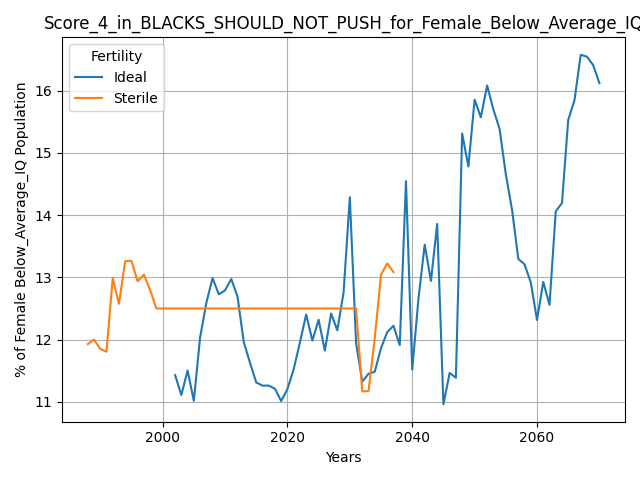 Score_4_in_BLACKS_SHOULD_NOT_PUSH_for_Female_Below_Average_IQ
Fertility
Ideal
Sterile
% of Female Below_Average_IQ Population
16
15
14
13
12
11
2000 2020 2040 2060
Years